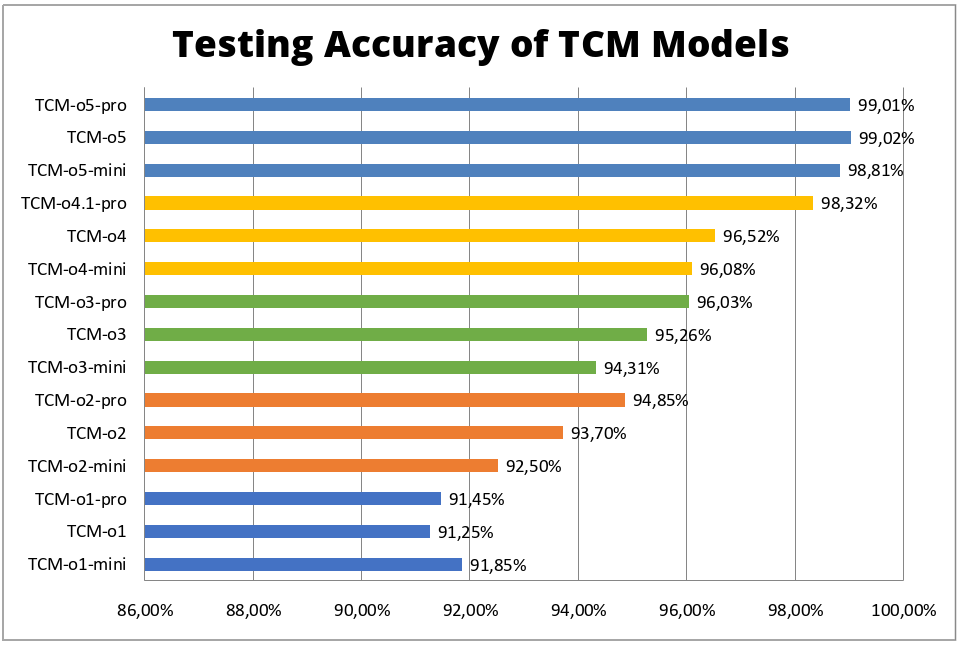 Testing Accuracy of TCM Models
TCM-o5-pro 99,01%
TCM-o5 99,02%
TCM-o5-mini 98,81%
TCM-o4.1-pro 98,32%
TCM-o4 96,52%
TCM-o4-mini 96,08%
TCM-o3-pro 96,03%
TCM-o3 95,26%
TCM-o3-mini 94,31%
TCM-o2-pro 94,85%
TCM-o2 93,70%
TCM-o2-mini 92,50%
TCM-o1-pro 91,45%
TCM-o1 91,25%
TCM-o1-mini 91,85%
86,00% 88,00% 90,00% 92,00% 94,00% 96,00% 98,00% 100,00%